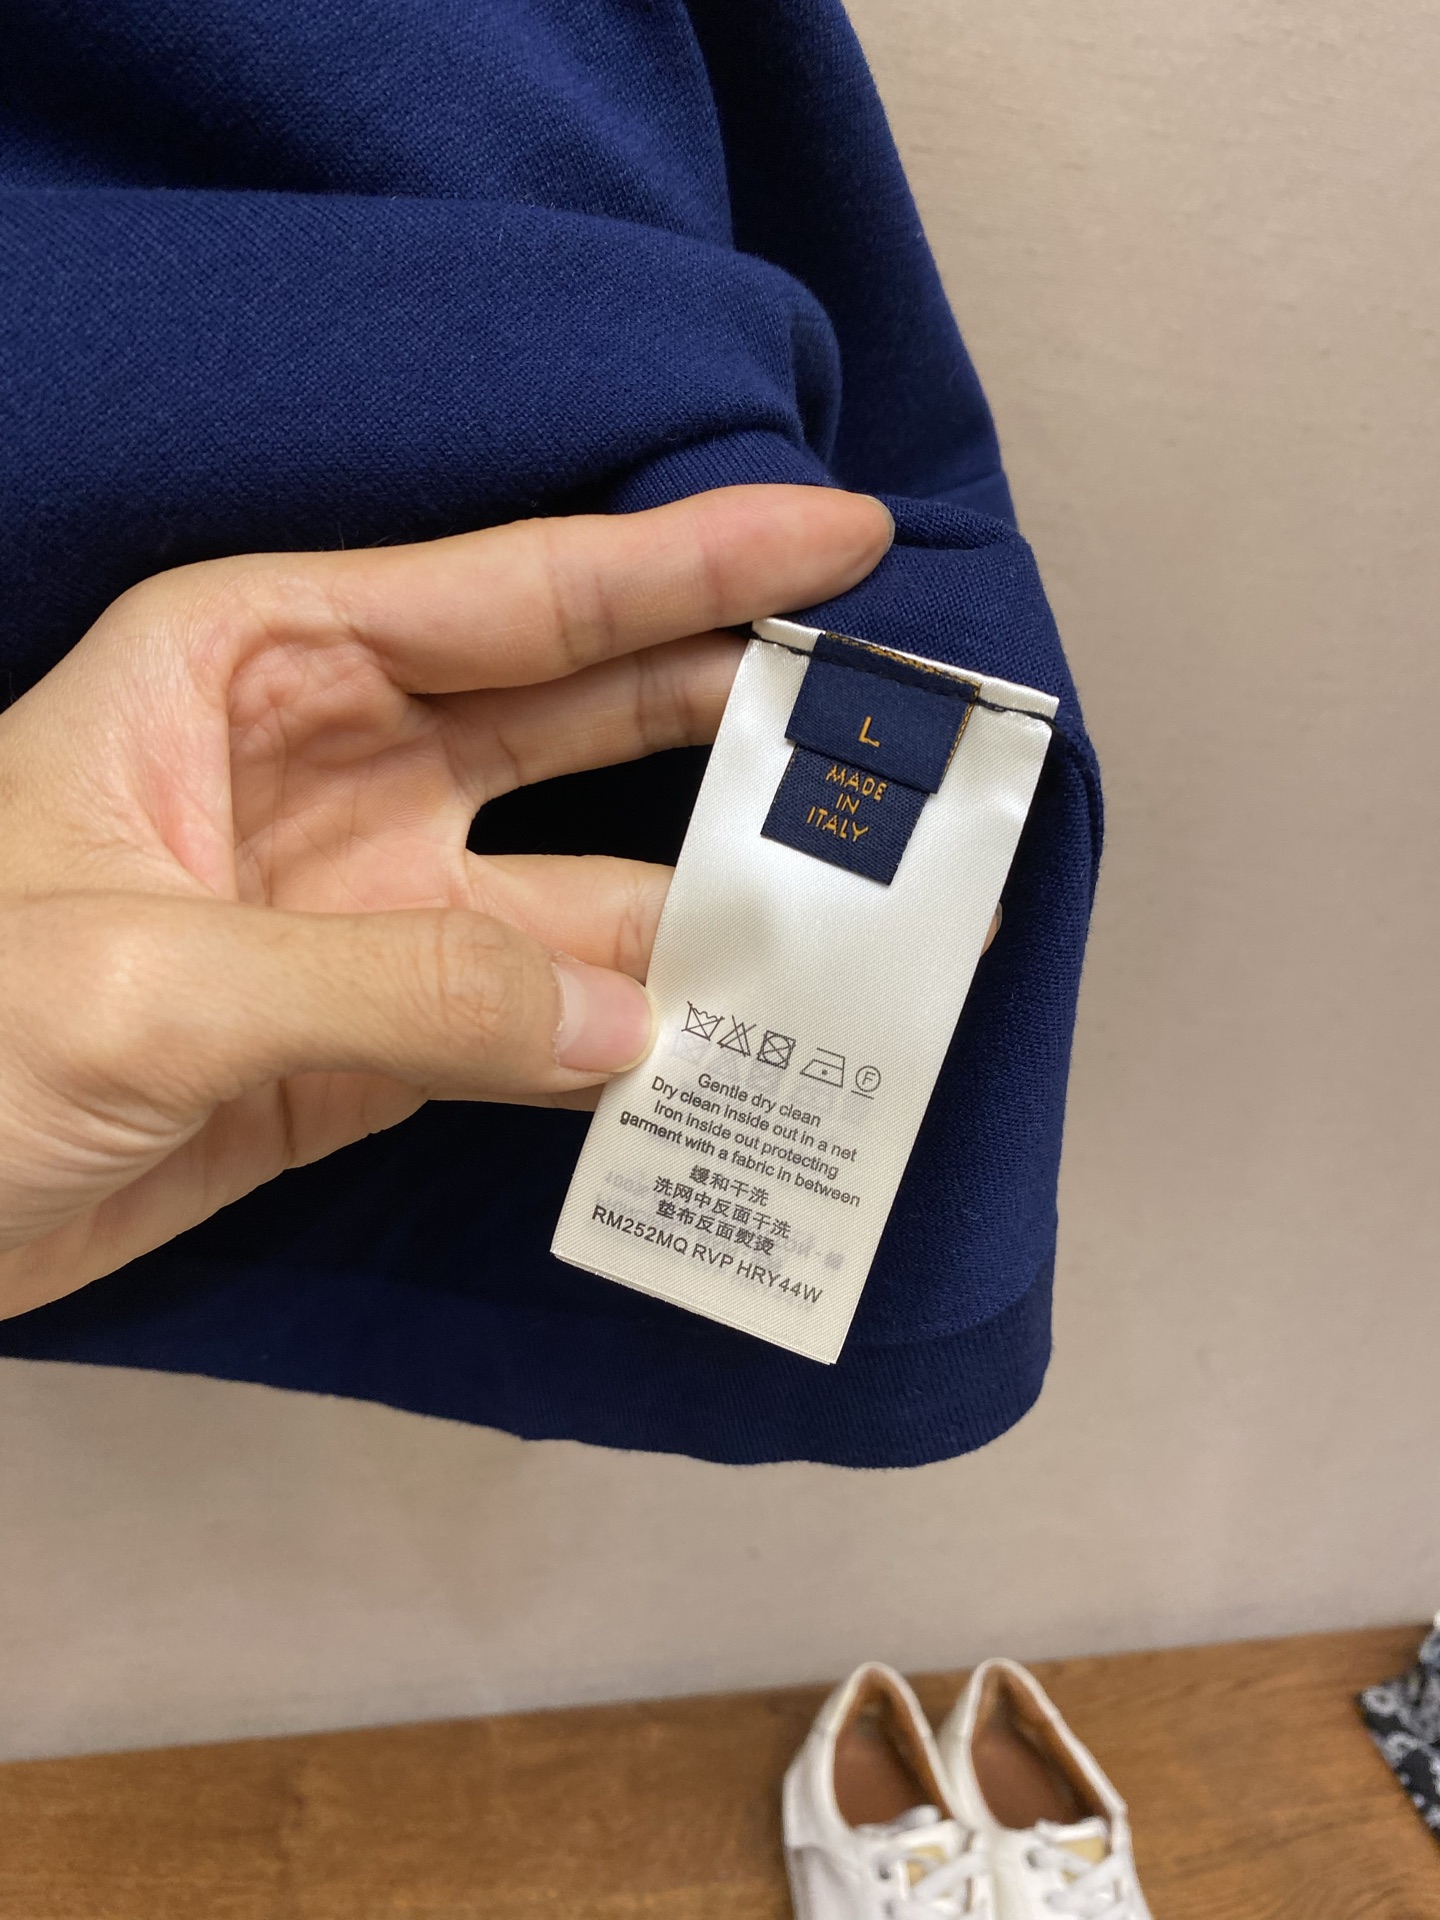 L
MADE
IN
ITALY
F
Gentle dry clean
Dry clean inside out in a net
Iron inside out protecting
garment with a fabric in between
缓和干洗
洗网中反面干洗
垫布反面熨烫
RM252MQ RVP HRY44W